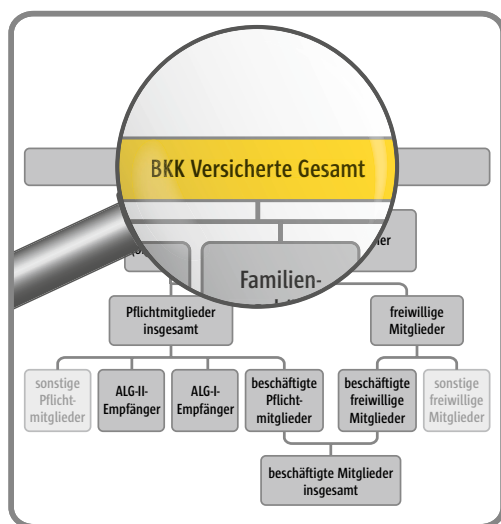 BKK Versicherte Gesamt
Familien-
Pflichtmitglieder
insgesamt
freiwillige
Mitglieder
sonstige
Pflicht-
mitglieder
ALG-II-
Empfänger
ALG-I-
Empfänger
beschäftigte
Pflicht-
mitglieder
beschäftigte
freiwillige
Mitglieder
sonstige
freiwillige
Mitglieder
beschäftigte Mitglieder
insgesamt